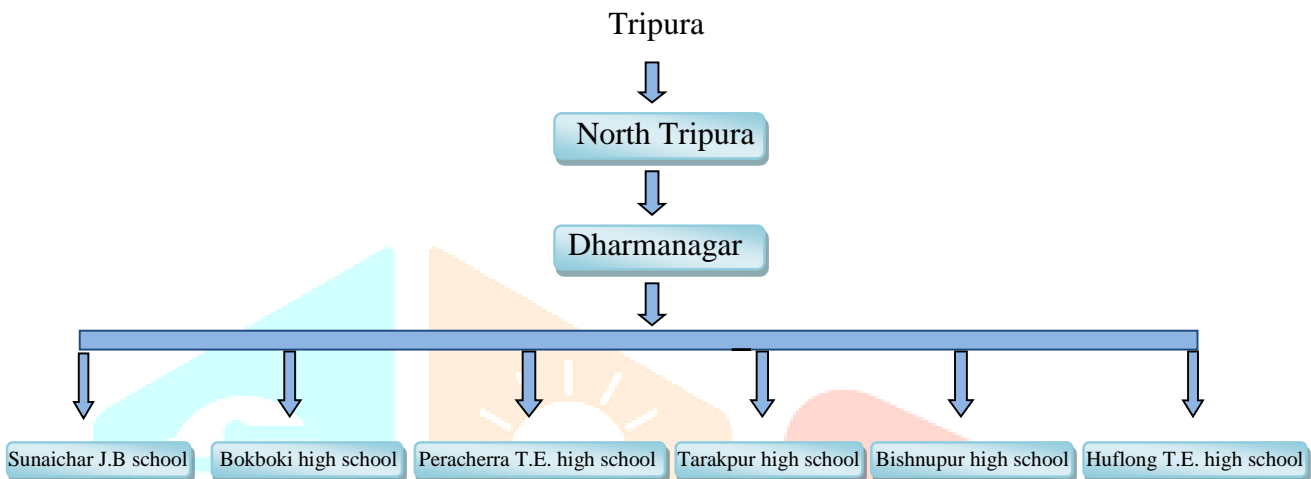 Tripura
North Tripura
Dharmanagar
Sunaichar J.B school
Bokboki high school
Peracherra T.E. high school
Tarakpur high school
Bishnupur high school
Huflong T.E. high school